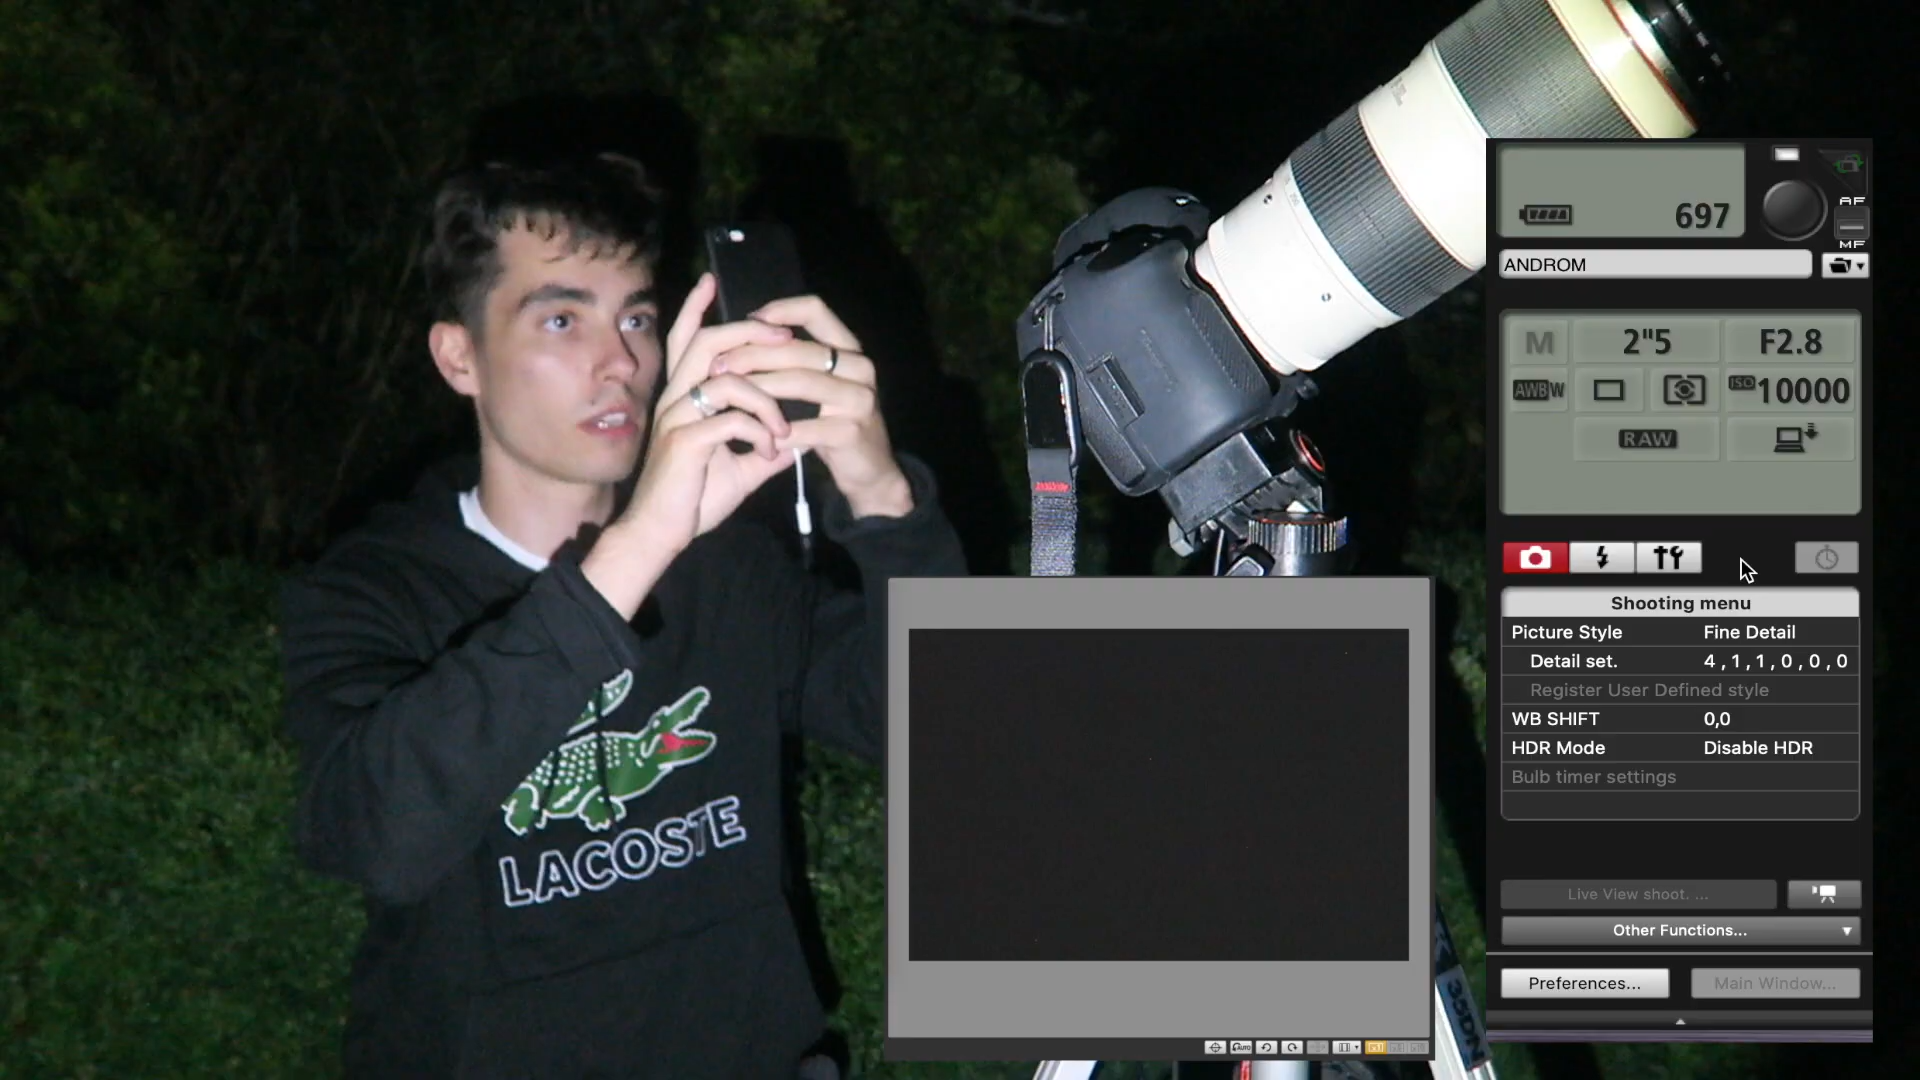 697
AF
MF
ANDROM
M
2"5
F2.8
AWBW
ISO 10000
RAW
Shooting menu
Picture Style Fine Detail
Detail set. 4 , 1 , 1 , 0 , 0 , 0
Register User Defined style
WB SHIFT 0,0
HDR Mode Disable HDR
Bulb timer settings
Live View shoot. ...
Other Functions...
Preferences...
Main Window...
LACOSTE